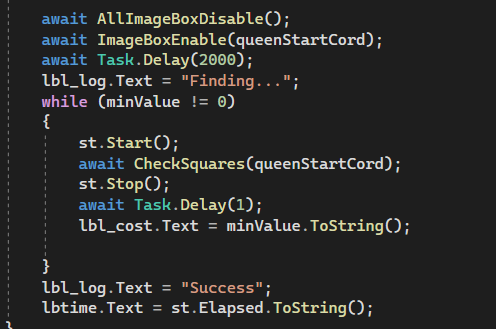 await AllImageBoxDisable();
await ImageBoxEnable(queenStartCord);
await Task.Delay(2000);
lbl_log.Text = "Finding...";
while (minValue != 0)
{
st.Start();
await CheckSquares(queenStartCord);
st.Stop();
await Task.Delay(1);
lbl_cost.Text = minValue.ToString();
}
lbl_log.Text = "Success";
lbtime.Text = st.Elapsed.ToString();
}